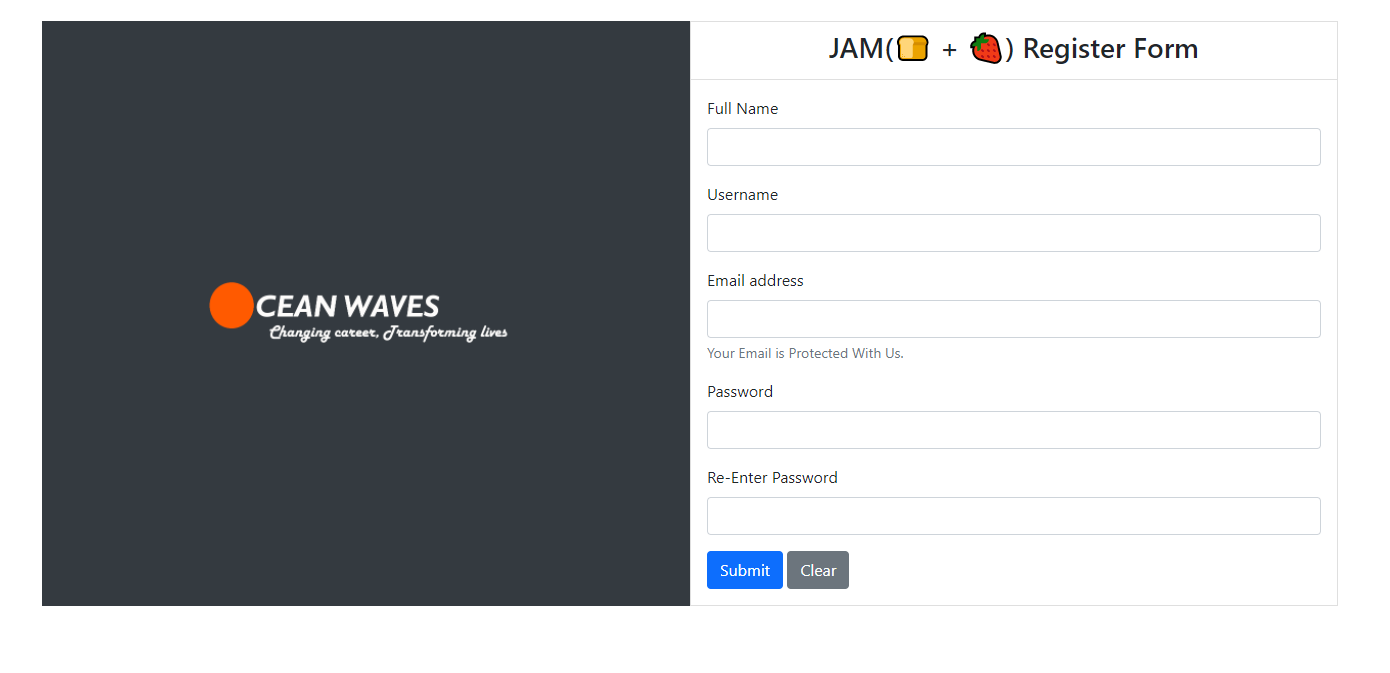 CEAN WAVES
Changing career, Transforming lives
JAM(🍞 + 🍓) Register Form
Full Name
Username
Email address
Your Email is Protected With Us.
Password
Re-Enter Password
Submit Clear